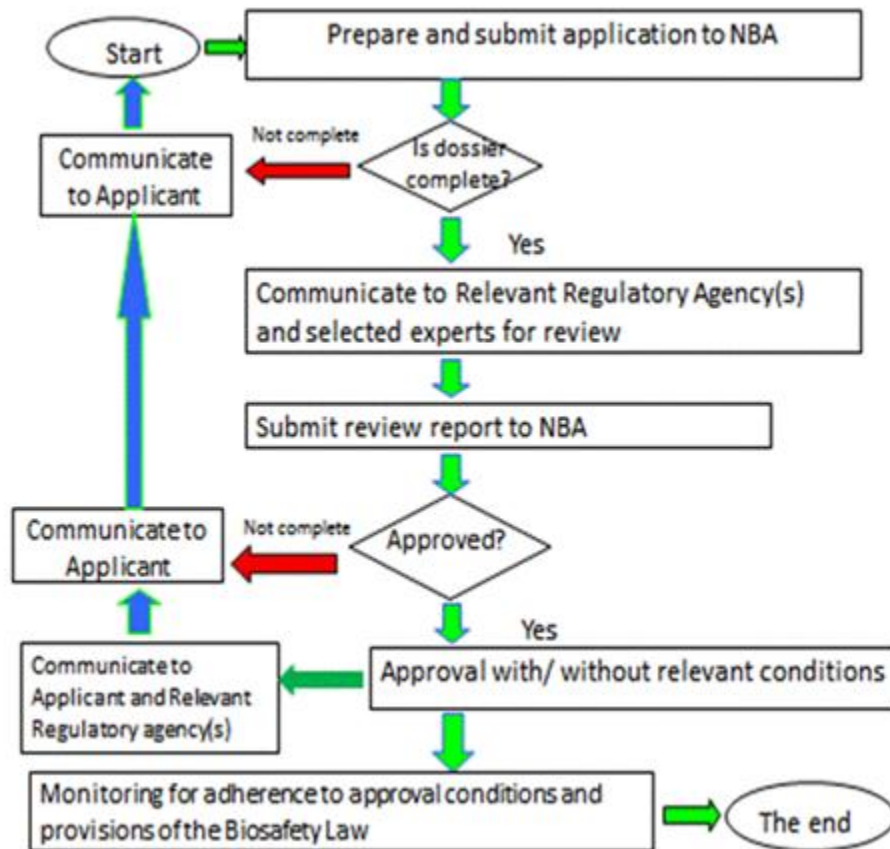 Start
Prepare and submit application to NBA
Not complete
Is dossier
complete?
Communicate
to Applicant
Yes
Communicate to Relevant Regulatory Agency(s)
and selected experts for review
Submit review report to NBA
Not complete
Approved?
Communicate to
Applicant
Yes
Communicate to
Applicant and Relevant
Regulatory agency(s)
Approval with/ without relevant conditions
Monitoring for adherence to approval conditions and
provisions of the Biosafety Law
The end